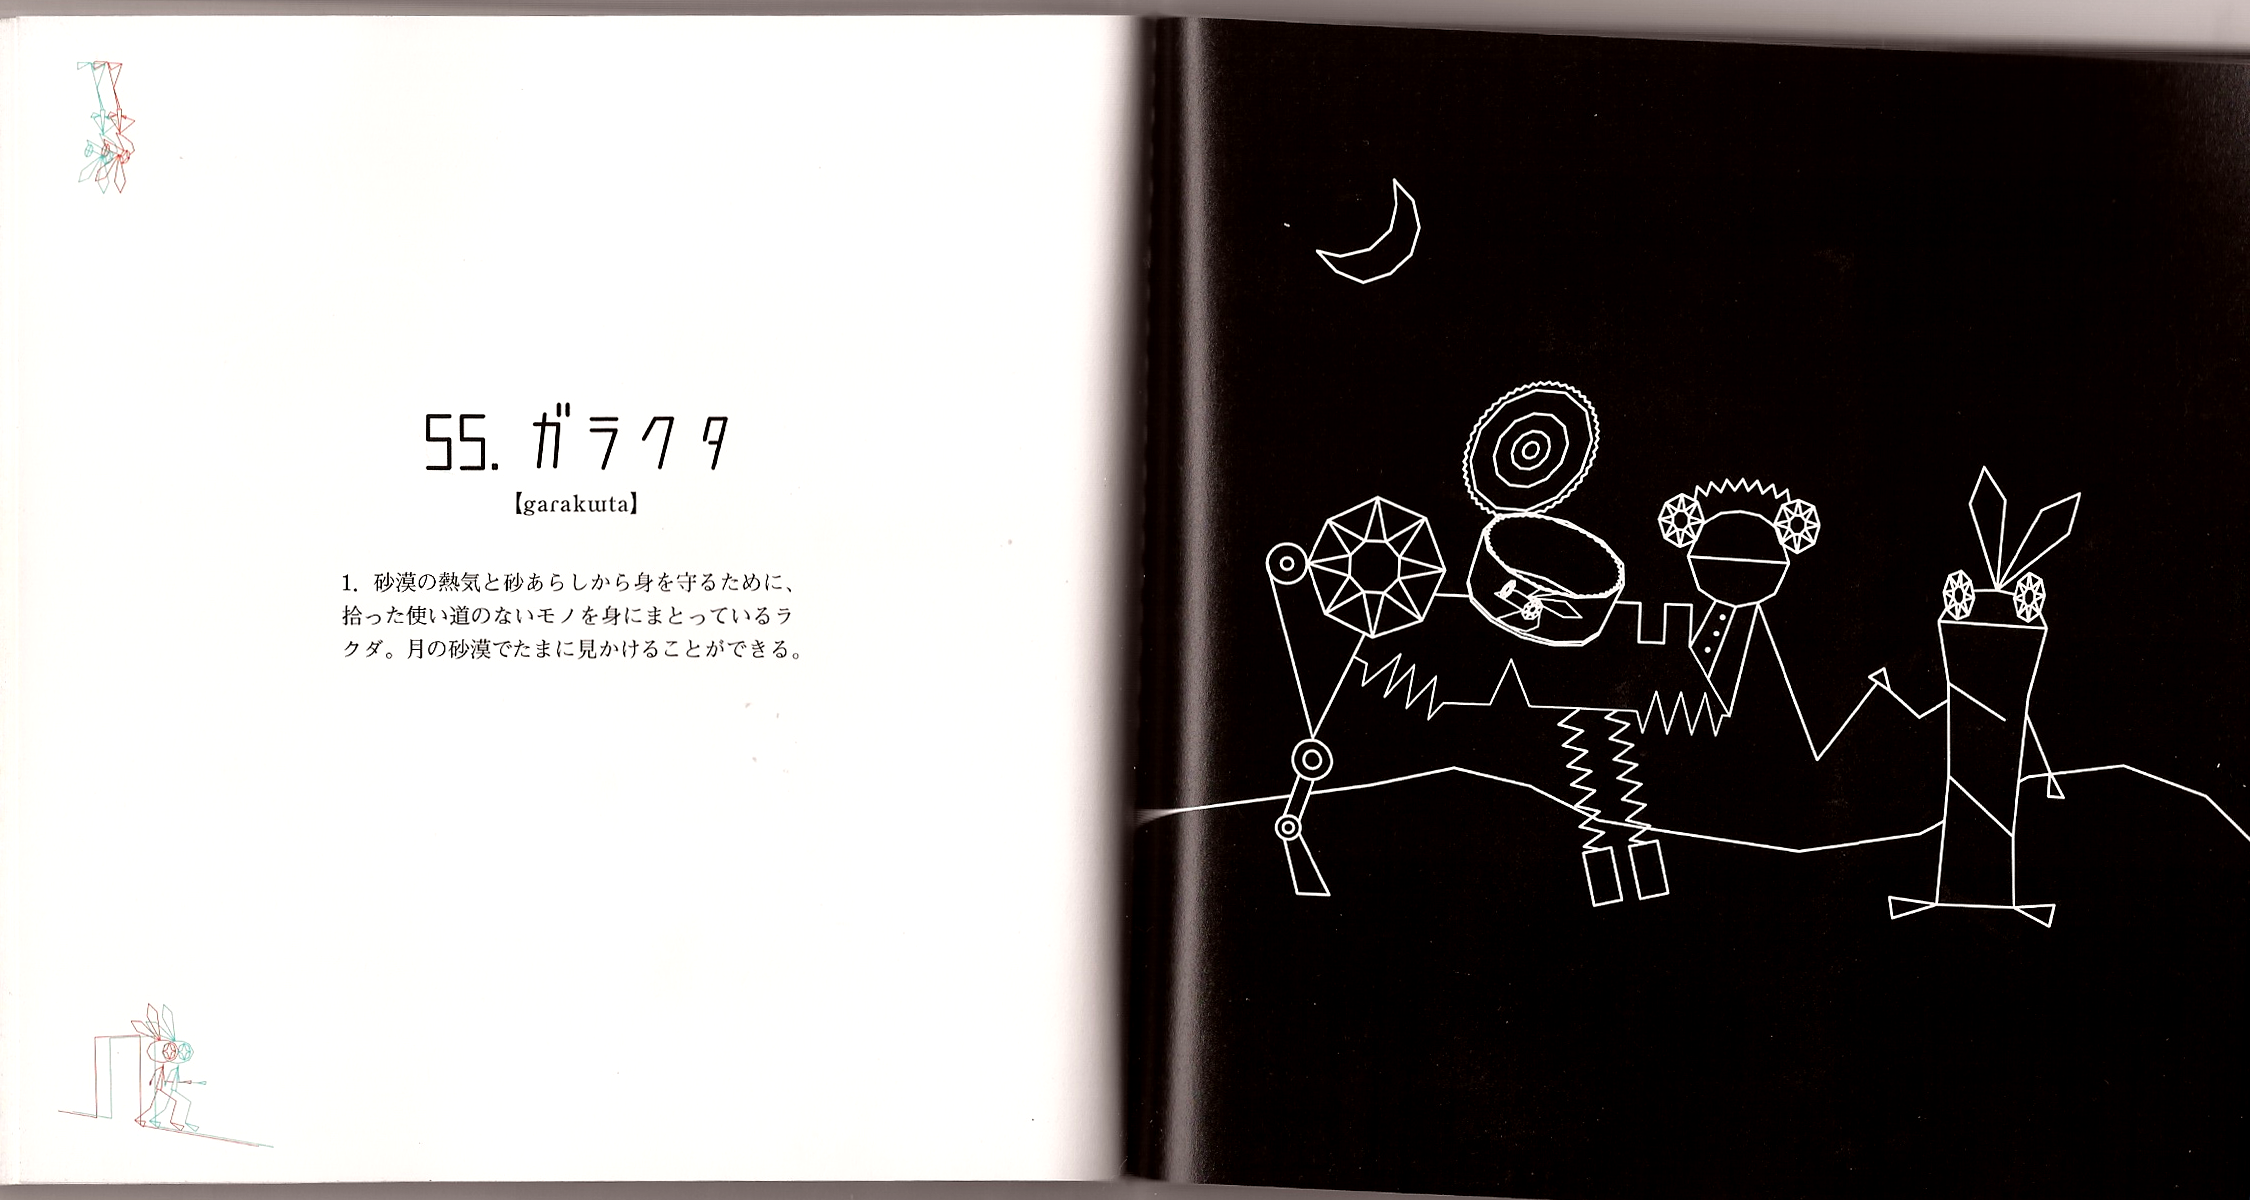 55. ガラクタ
【garakuta】
1. 砂漠の熱気と砂あらしから身を守るために、
拾った使い道のないモノを身にまとっているラ
クダ。月の砂漠でたまに見かけることができる。